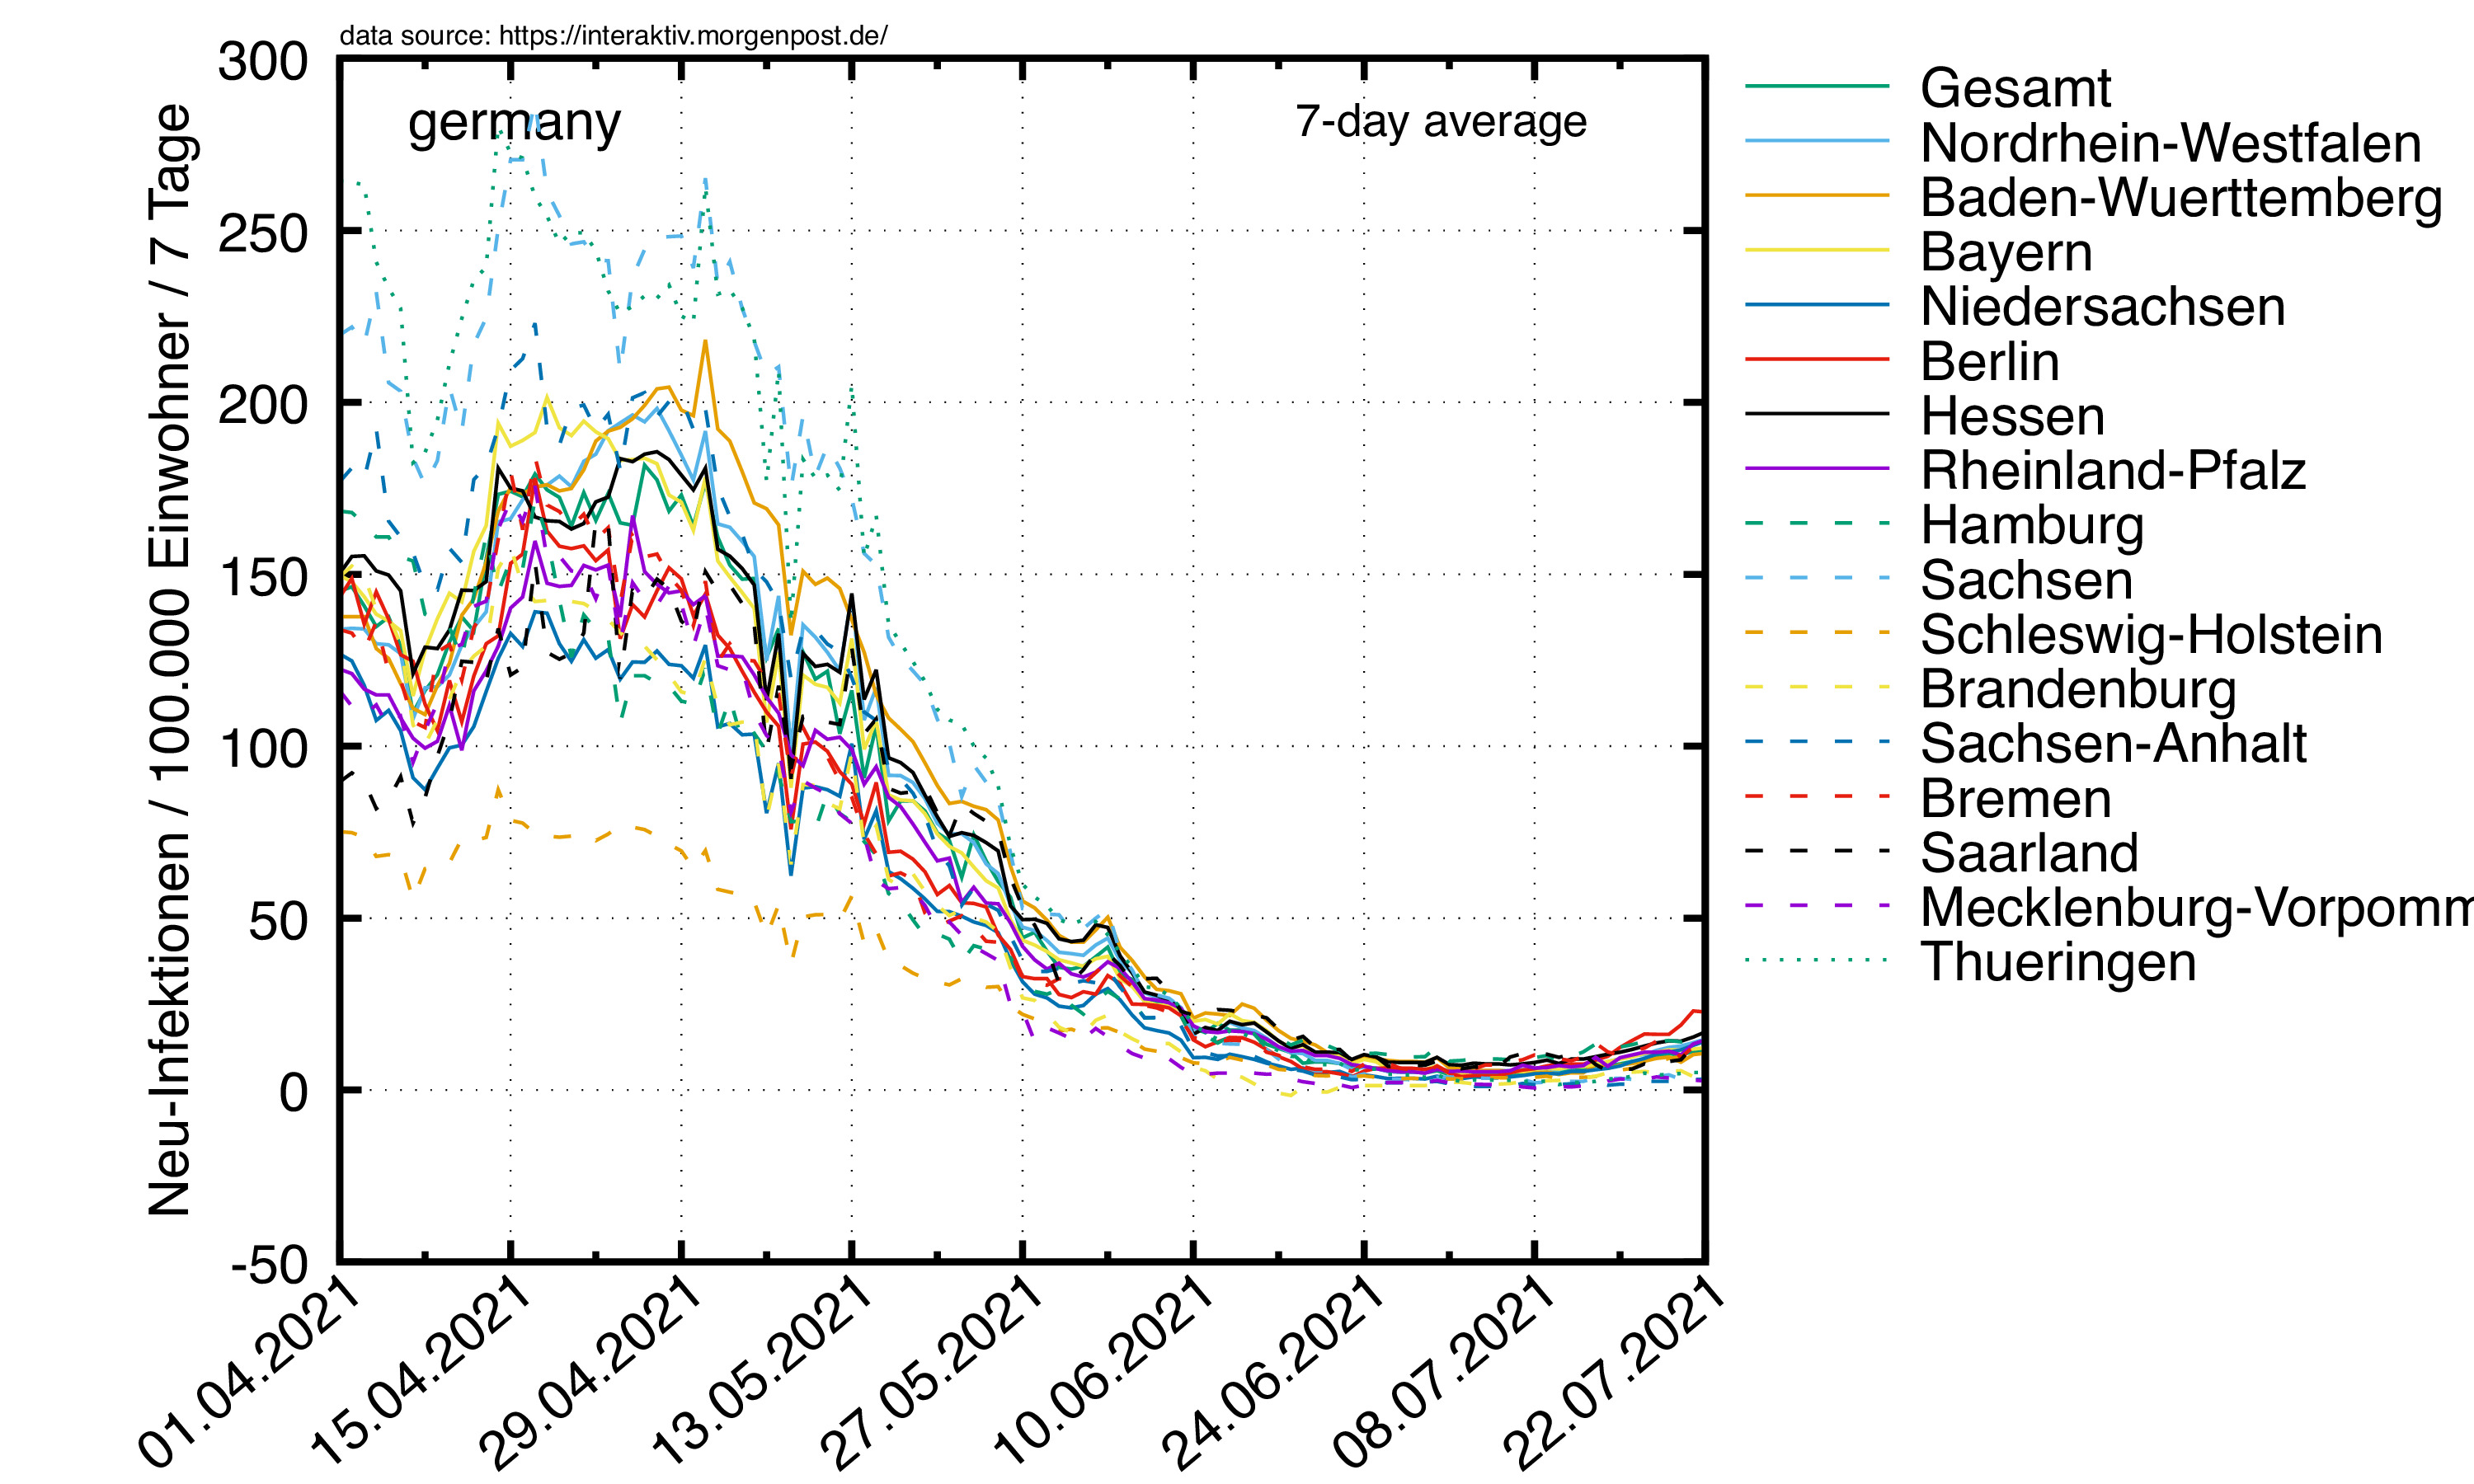 data source: https://interaktiv.morgenpost.de/
germany
7-day average
Neu-Infektionen / 100.000 Einwohner / 7 Tage
300
250
200
150
100
50
0
-50
01.04.2021
15.04.2021
29.04.2021
13.05.2021
27.05.2021
10.06.2021
24.06.2021
08.07.2021
22.07.2021
Gesamt
Nordrhein-Westfalen
Baden-Wuerttemberg
Bayern
Niedersachsen
Berlin
Hessen
Rheinland-Pfalz
Hamburg
Sachsen
Schleswig-Holstein
Brandenburg
Sachsen-Anhalt
Bremen
Saarland
Mecklenburg-Vorpomm
Thueringen